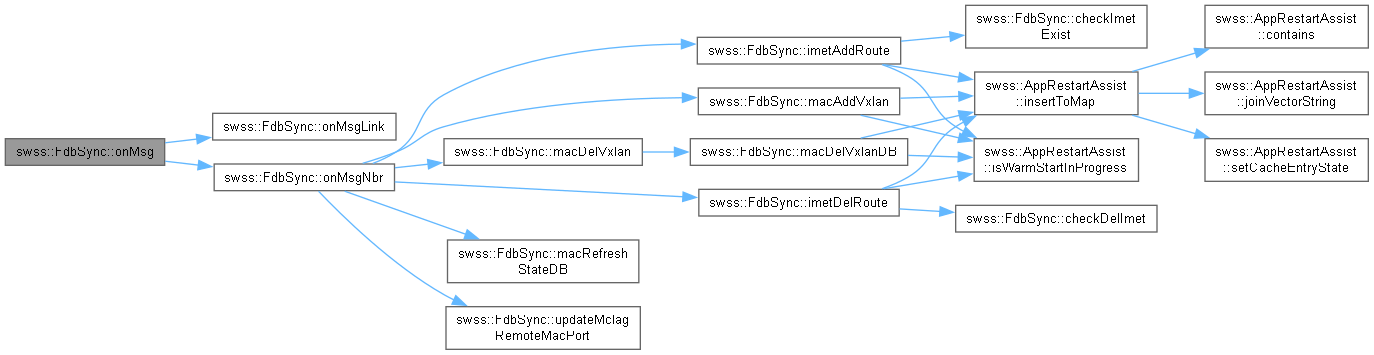 swss::FdbSync::onMsg
swss::FdbSync::onMsgLink
swss::FdbSync::onMsgNbr
swss::FdbSync::imetAddRoute
swss::FdbSync::checkImet
Exist
swss::AppRestartAssist
::insertToMap
swss::AppRestartAssist
::contains
swss::AppRestartAssist
::joinVectorString
swss::AppRestartAssist
::setCacheEntryState
swss::AppRestartAssist
::isWarmStartInProgress
swss::FdbSync::macAddVxlan
swss::FdbSync::macDelVxlan
swss::FdbSync::macDelVxlanDB
swss::FdbSync::imetDelRoute
swss::FdbSync::checkDelImet
swss::FdbSync::macRefresh
StateDB
swss::FdbSync::updateMclag
RemoteMacPort